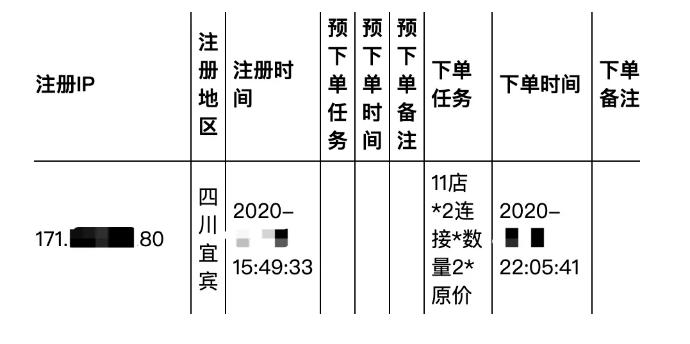 注册IP
注
册
地
区
注册时
间
预
下
单
任
务
预
下
单
时
间
预
下
单
备
注
下单
任务
下单时间
下单
备注
171.
.80
四
川
宜
宾
2020-
15:49:33
11店
*2连
接*数
量2*
原价
2020-
22:05:41